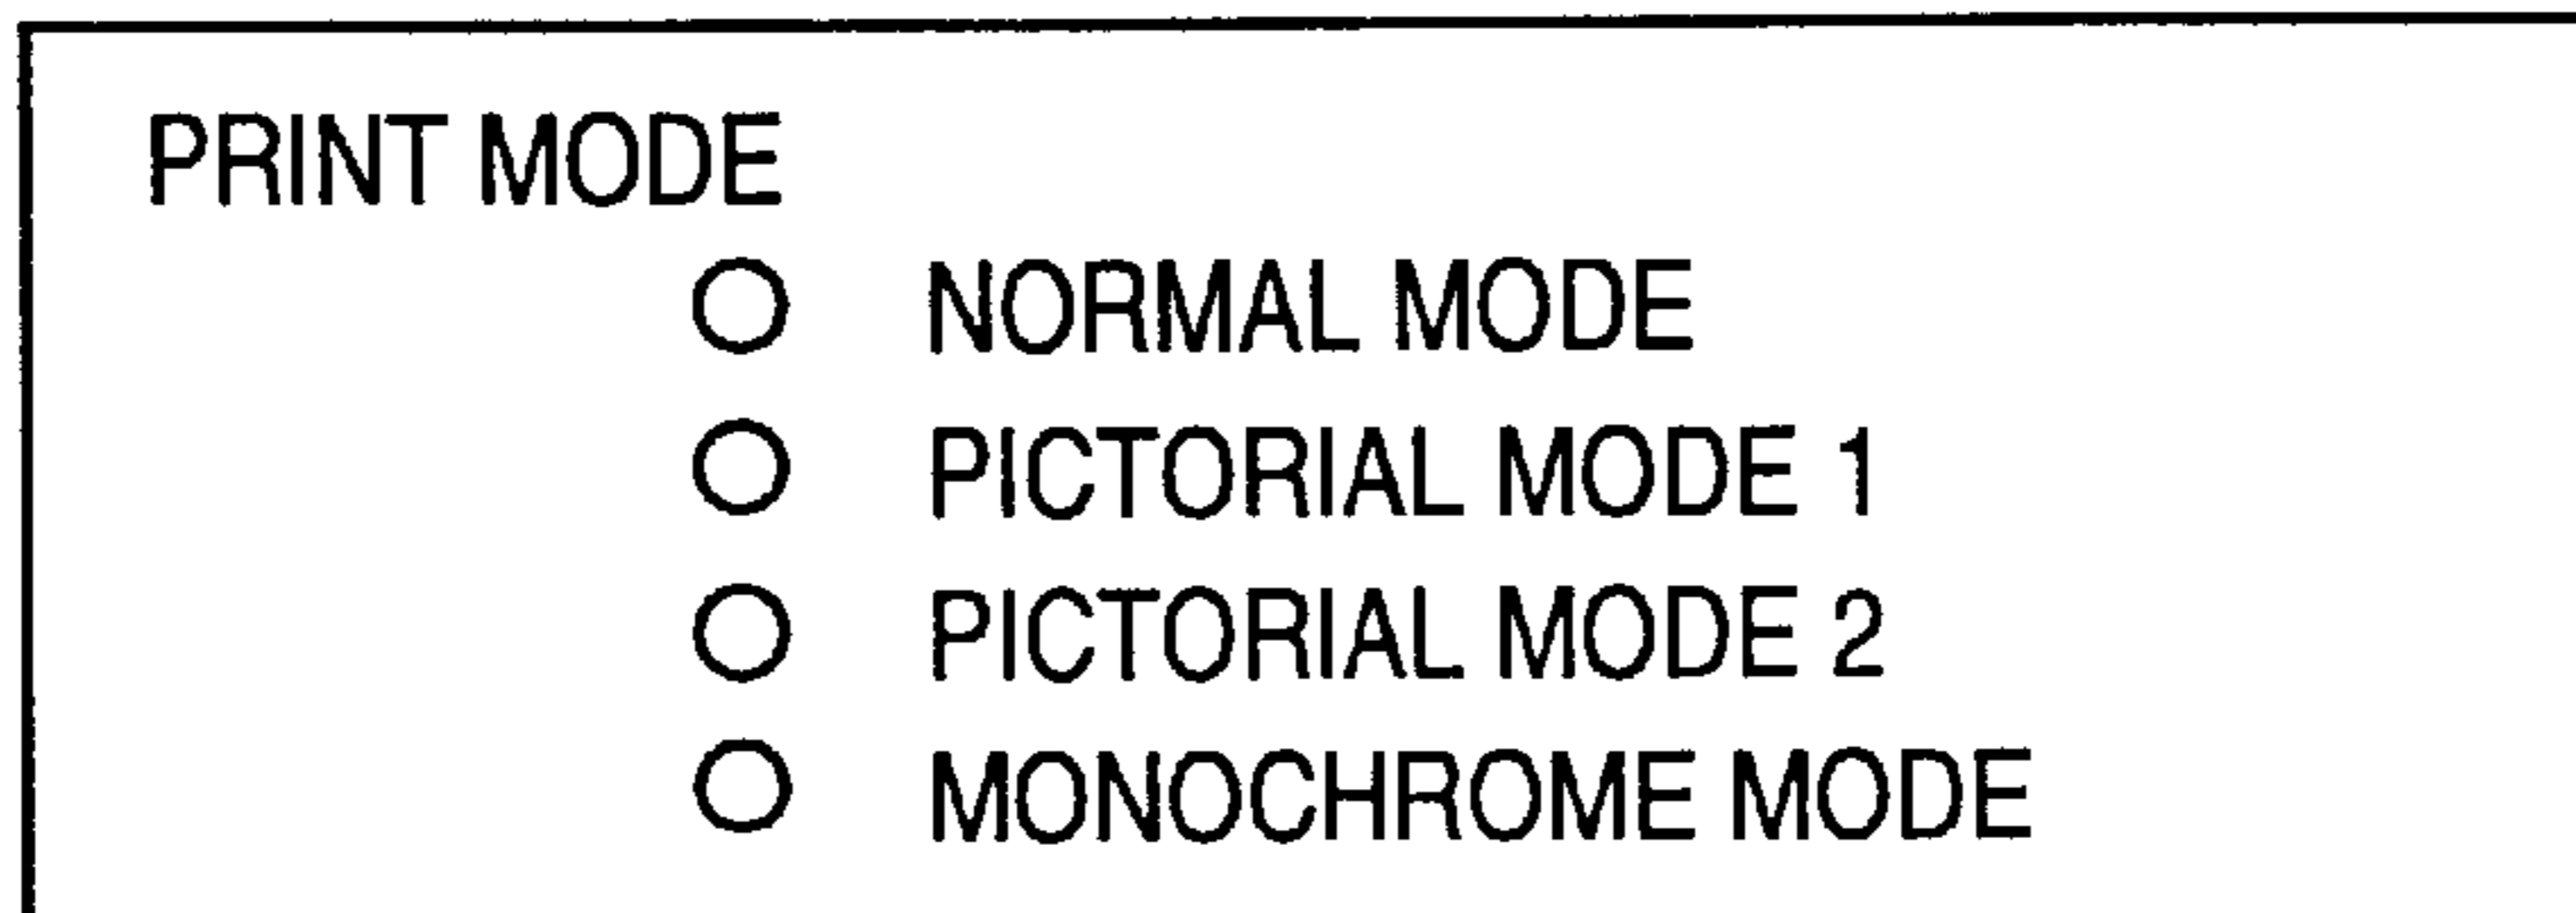 PRINT MODE
NORMAL MODE
PICTORIAL MODE 1
PICTORIAL MODE 2
MONOCHROME MODE